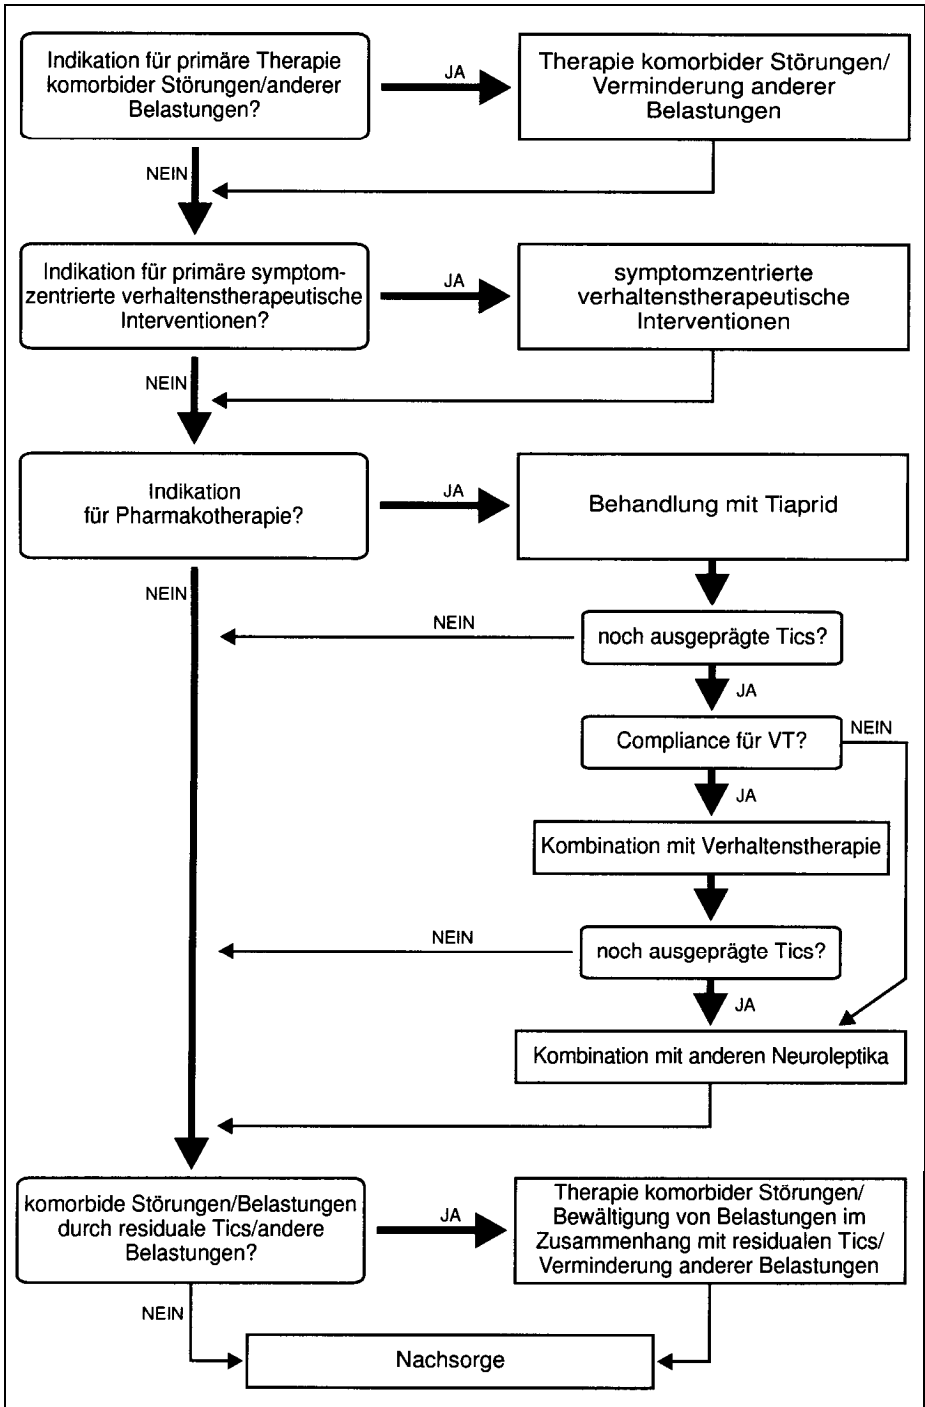 Indikation für primäre Therapie
komorbider Störungen/anderer
Belastungen?
JA
Therapie komorbider Störungen/
Verminderung anderer
Belastungen
NEIN
Indikation für primäre symptom-
zentrierte verhaltenstherapeutische
Interventionen?
JA
symptomzentrierte
verhaltenstherapeutische
Interventionen
NEIN
Indikation
für Pharmakotherapie?
JA
Behandlung mit Tiaprid
NEIN
noch ausgeprägte Tics?
NEIN
JA
Compliance für VT?
NEIN
JA
Kombination mit Verhaltenstherapie
noch ausgeprägte Tics?
NEIN
JA
Kombination mit anderen Neuroleptika
komorbide Störungen/Belastungen
durch residuale Tics/andere
Belastungen?
JA
Therapie komorbider Störungen/
Bewältigung von Belastungen im
Zusammenhang mit residualen Tics/
Verminderung anderer Belastungen
NEIN
Nachsorge